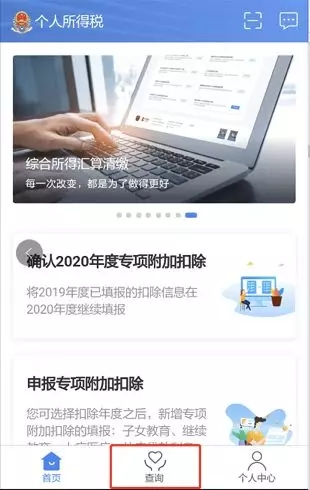 个人所得税
综合所得汇算清缴
每一次改变，都是为了做得更好
确认2020年度专项附加扣除
将2019年度已填报的扣除信息在
2020年度继续填报
申报专项附加扣除
您可选择扣除年度之后，新增专项
附加扣除的填报：子女教育、继续
首页
查询
个人中心